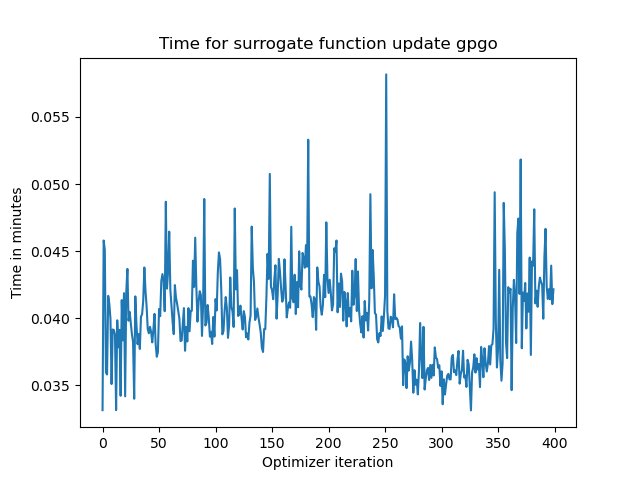 Time for surrogate function update gpgo
Time in minutes
0.055
0.050
0.045
0.040
0.035
0 50 100 150 200 250 300 350 400
Optimizer iteration